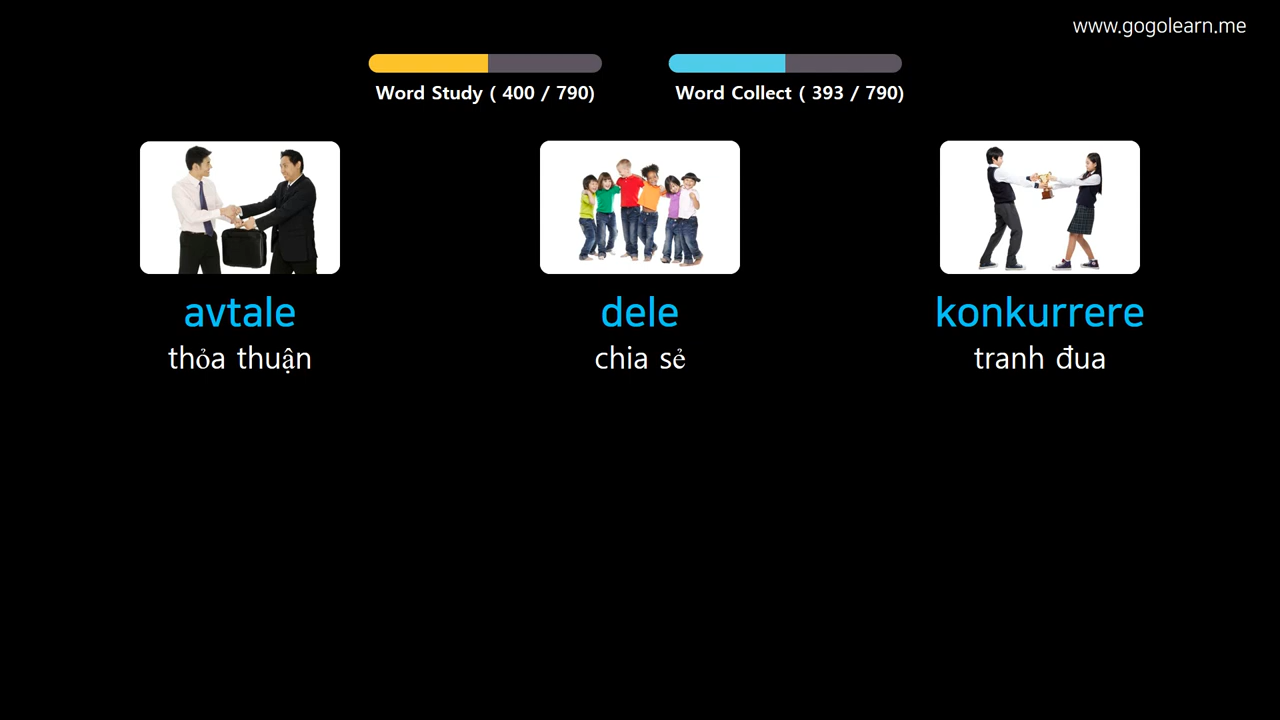 www.gogolearn.me
Word Study ( 400 / 790)
Word Collect ( 393 / 790)
avtale
dele
konkurrere
thỏa thuận
chia sẻ
tranh đua